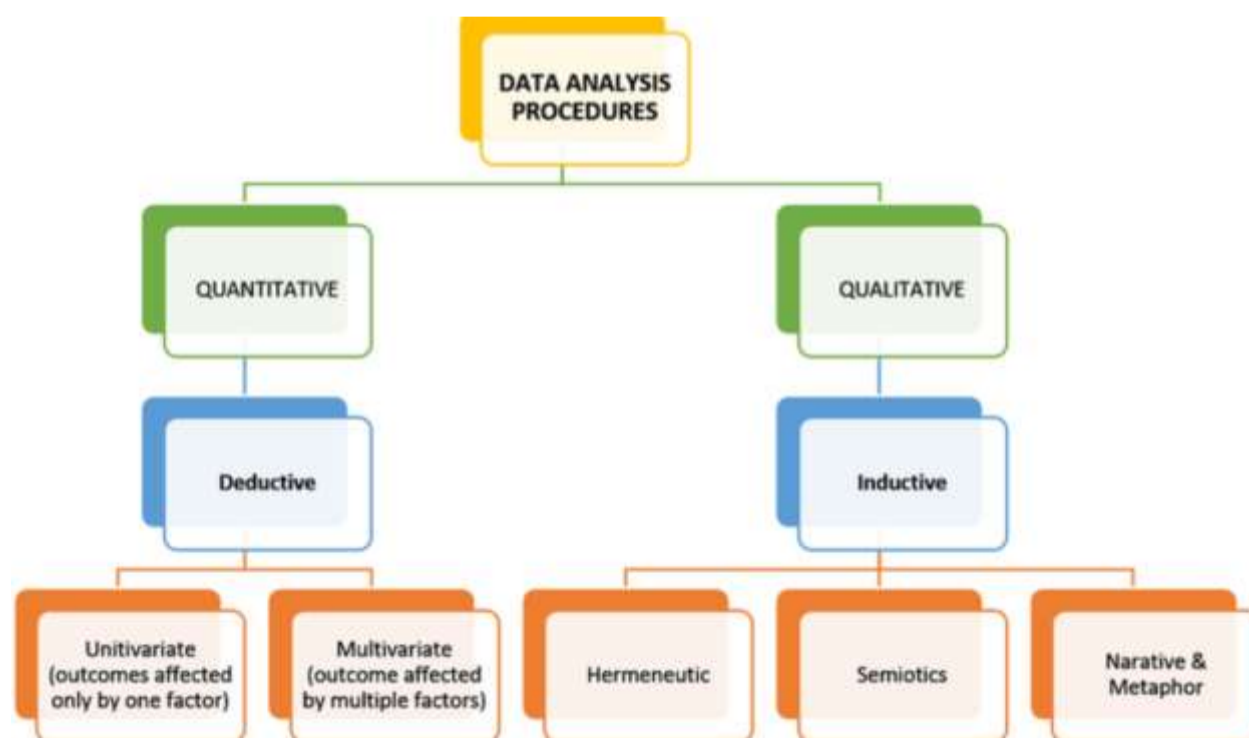 DATA ANALYSIS
PROCEDURES
QUANTITATIVE
QUALITATIVE
Deductive
Inductive
Unitivariate
(outcomes affected
only by one factor)
Multivariate
(outcome affected
by multiple factors)
Hermeneutic
Semiotics
Narative &
Metaphor